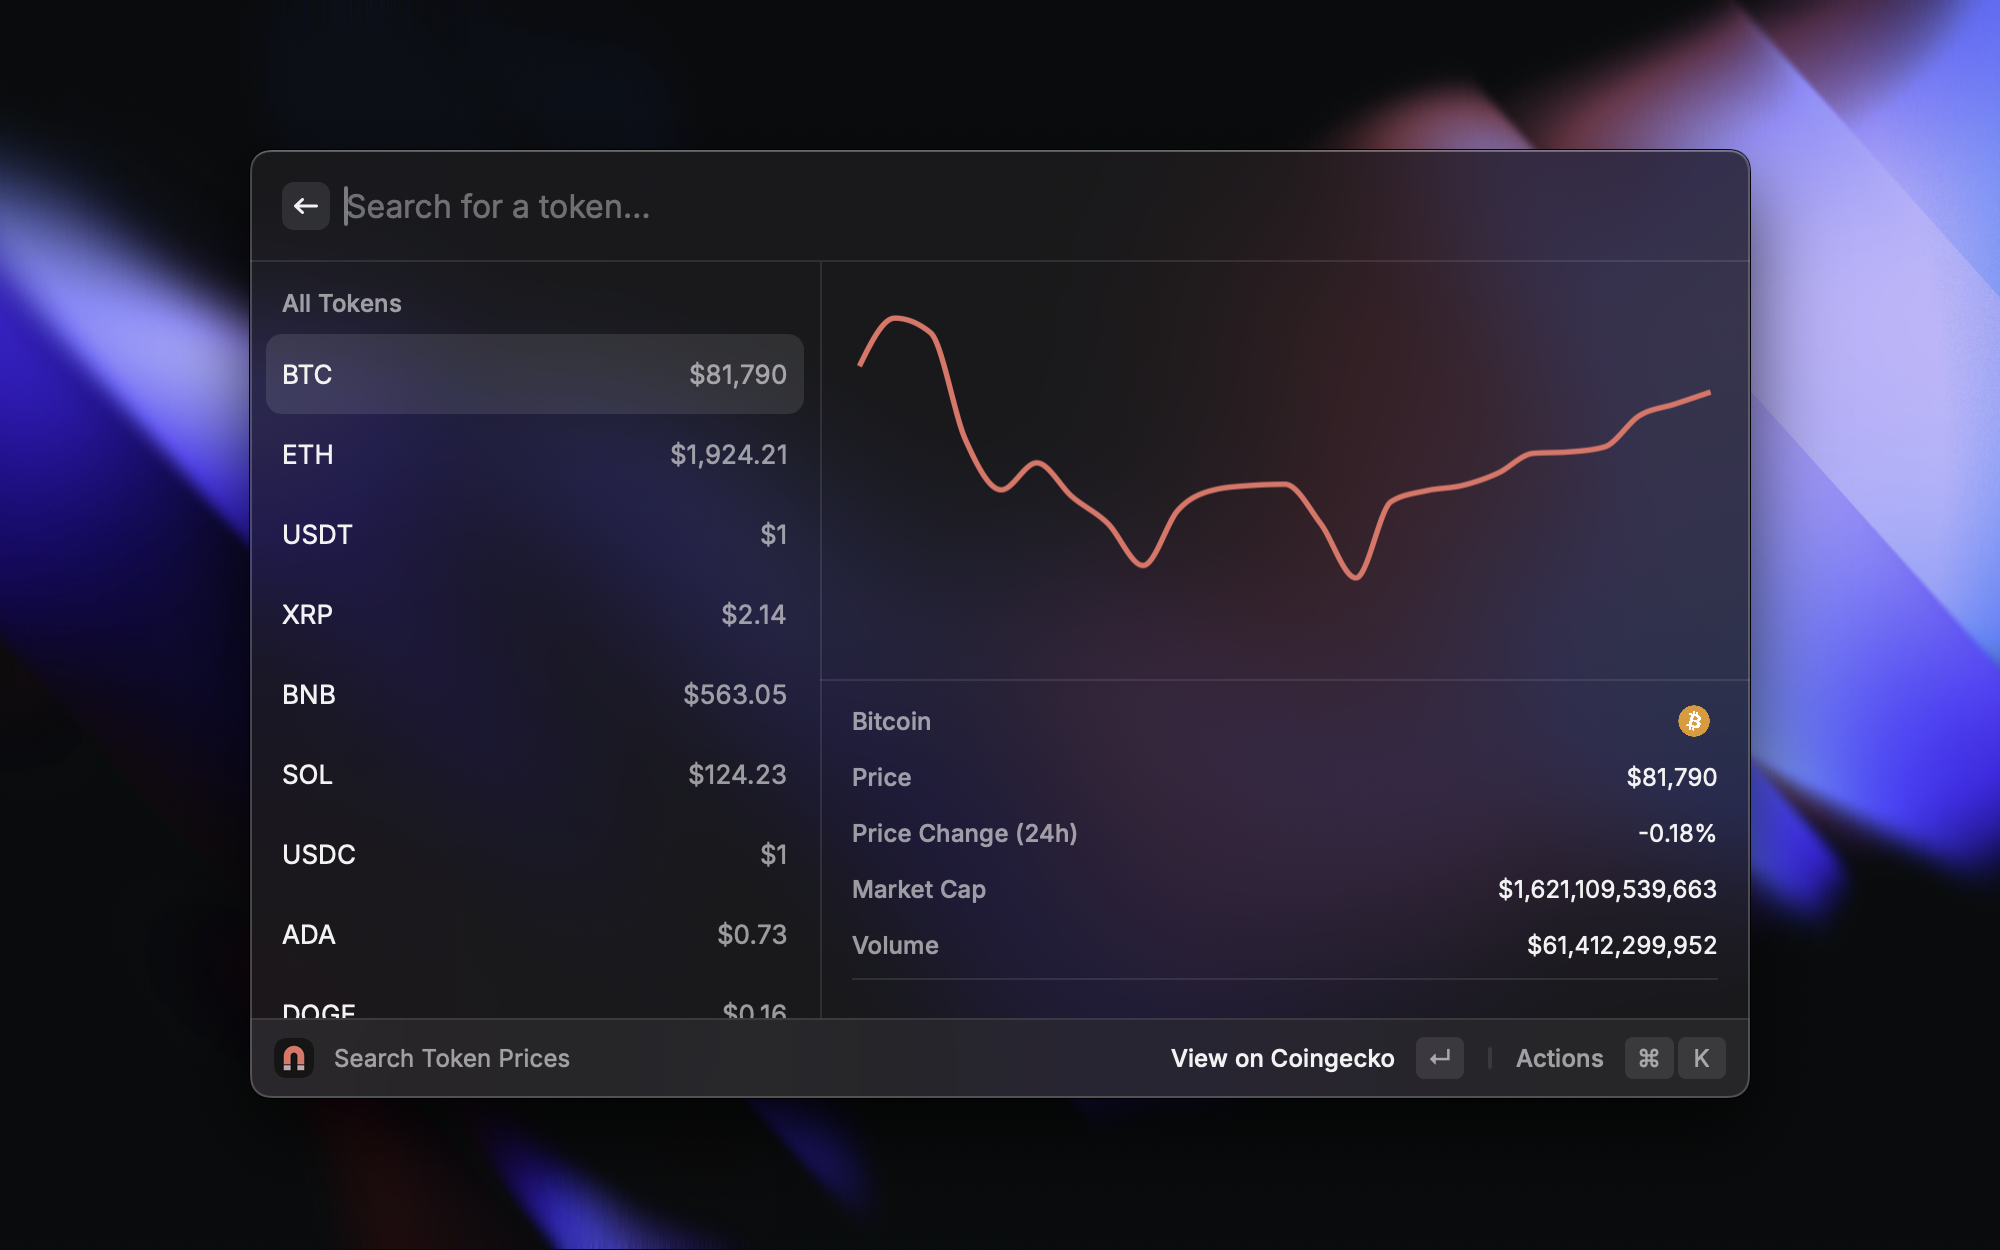 Search for a token...
All Tokens
BTC $81,790
ETH $1,924.21
USDT $1
XRP $2.14
BNB $563.05
SOL $124.23
USDC $1
ADA $0.73
DOGE $0.16
Bitcoin
Price $81,790
Price Change (24h) -0.18%
Market Cap $1,621,109,539,663
Volume $61,412,299,952
Search Token Prices View on Coingecko Actions ⌘ K